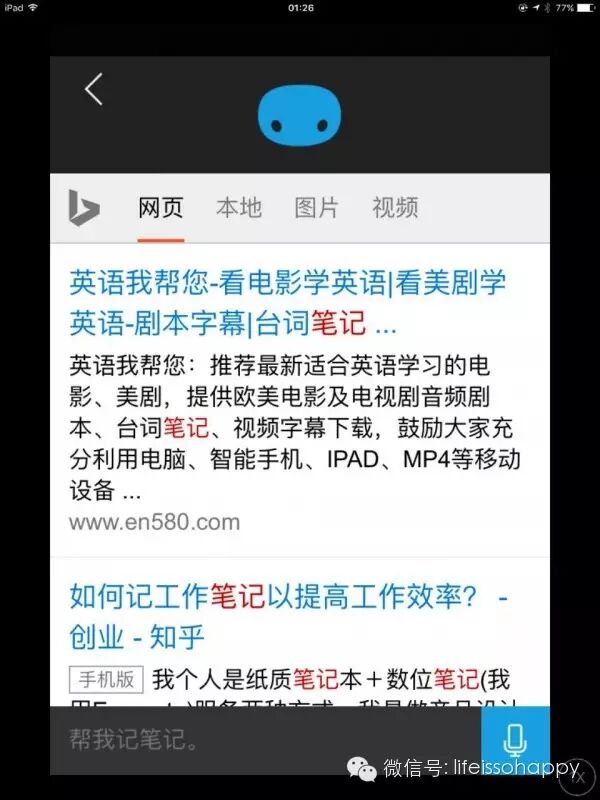 iPad 01:26 77%
网页 本地 图片 视频
英语我帮您-看电影学英语|看美剧学
英语-剧本字幕|台词笔记 ...
英语我帮您：推荐最新适合英语学习的电
影、美剧，提供欧美电影及电视剧音频剧
本、台词笔记、视频字幕下载，鼓励大家充
分利用电脑、智能手机、IPAD、MP4等移动
设备 ...
www.en580.com
如何记工作笔记以提高工作效率？ -
创业 - 知乎
手机版 我个人是纸质笔记本＋数位笔记(我
帮我记笔记。
微信号: lifeissohappy
1X